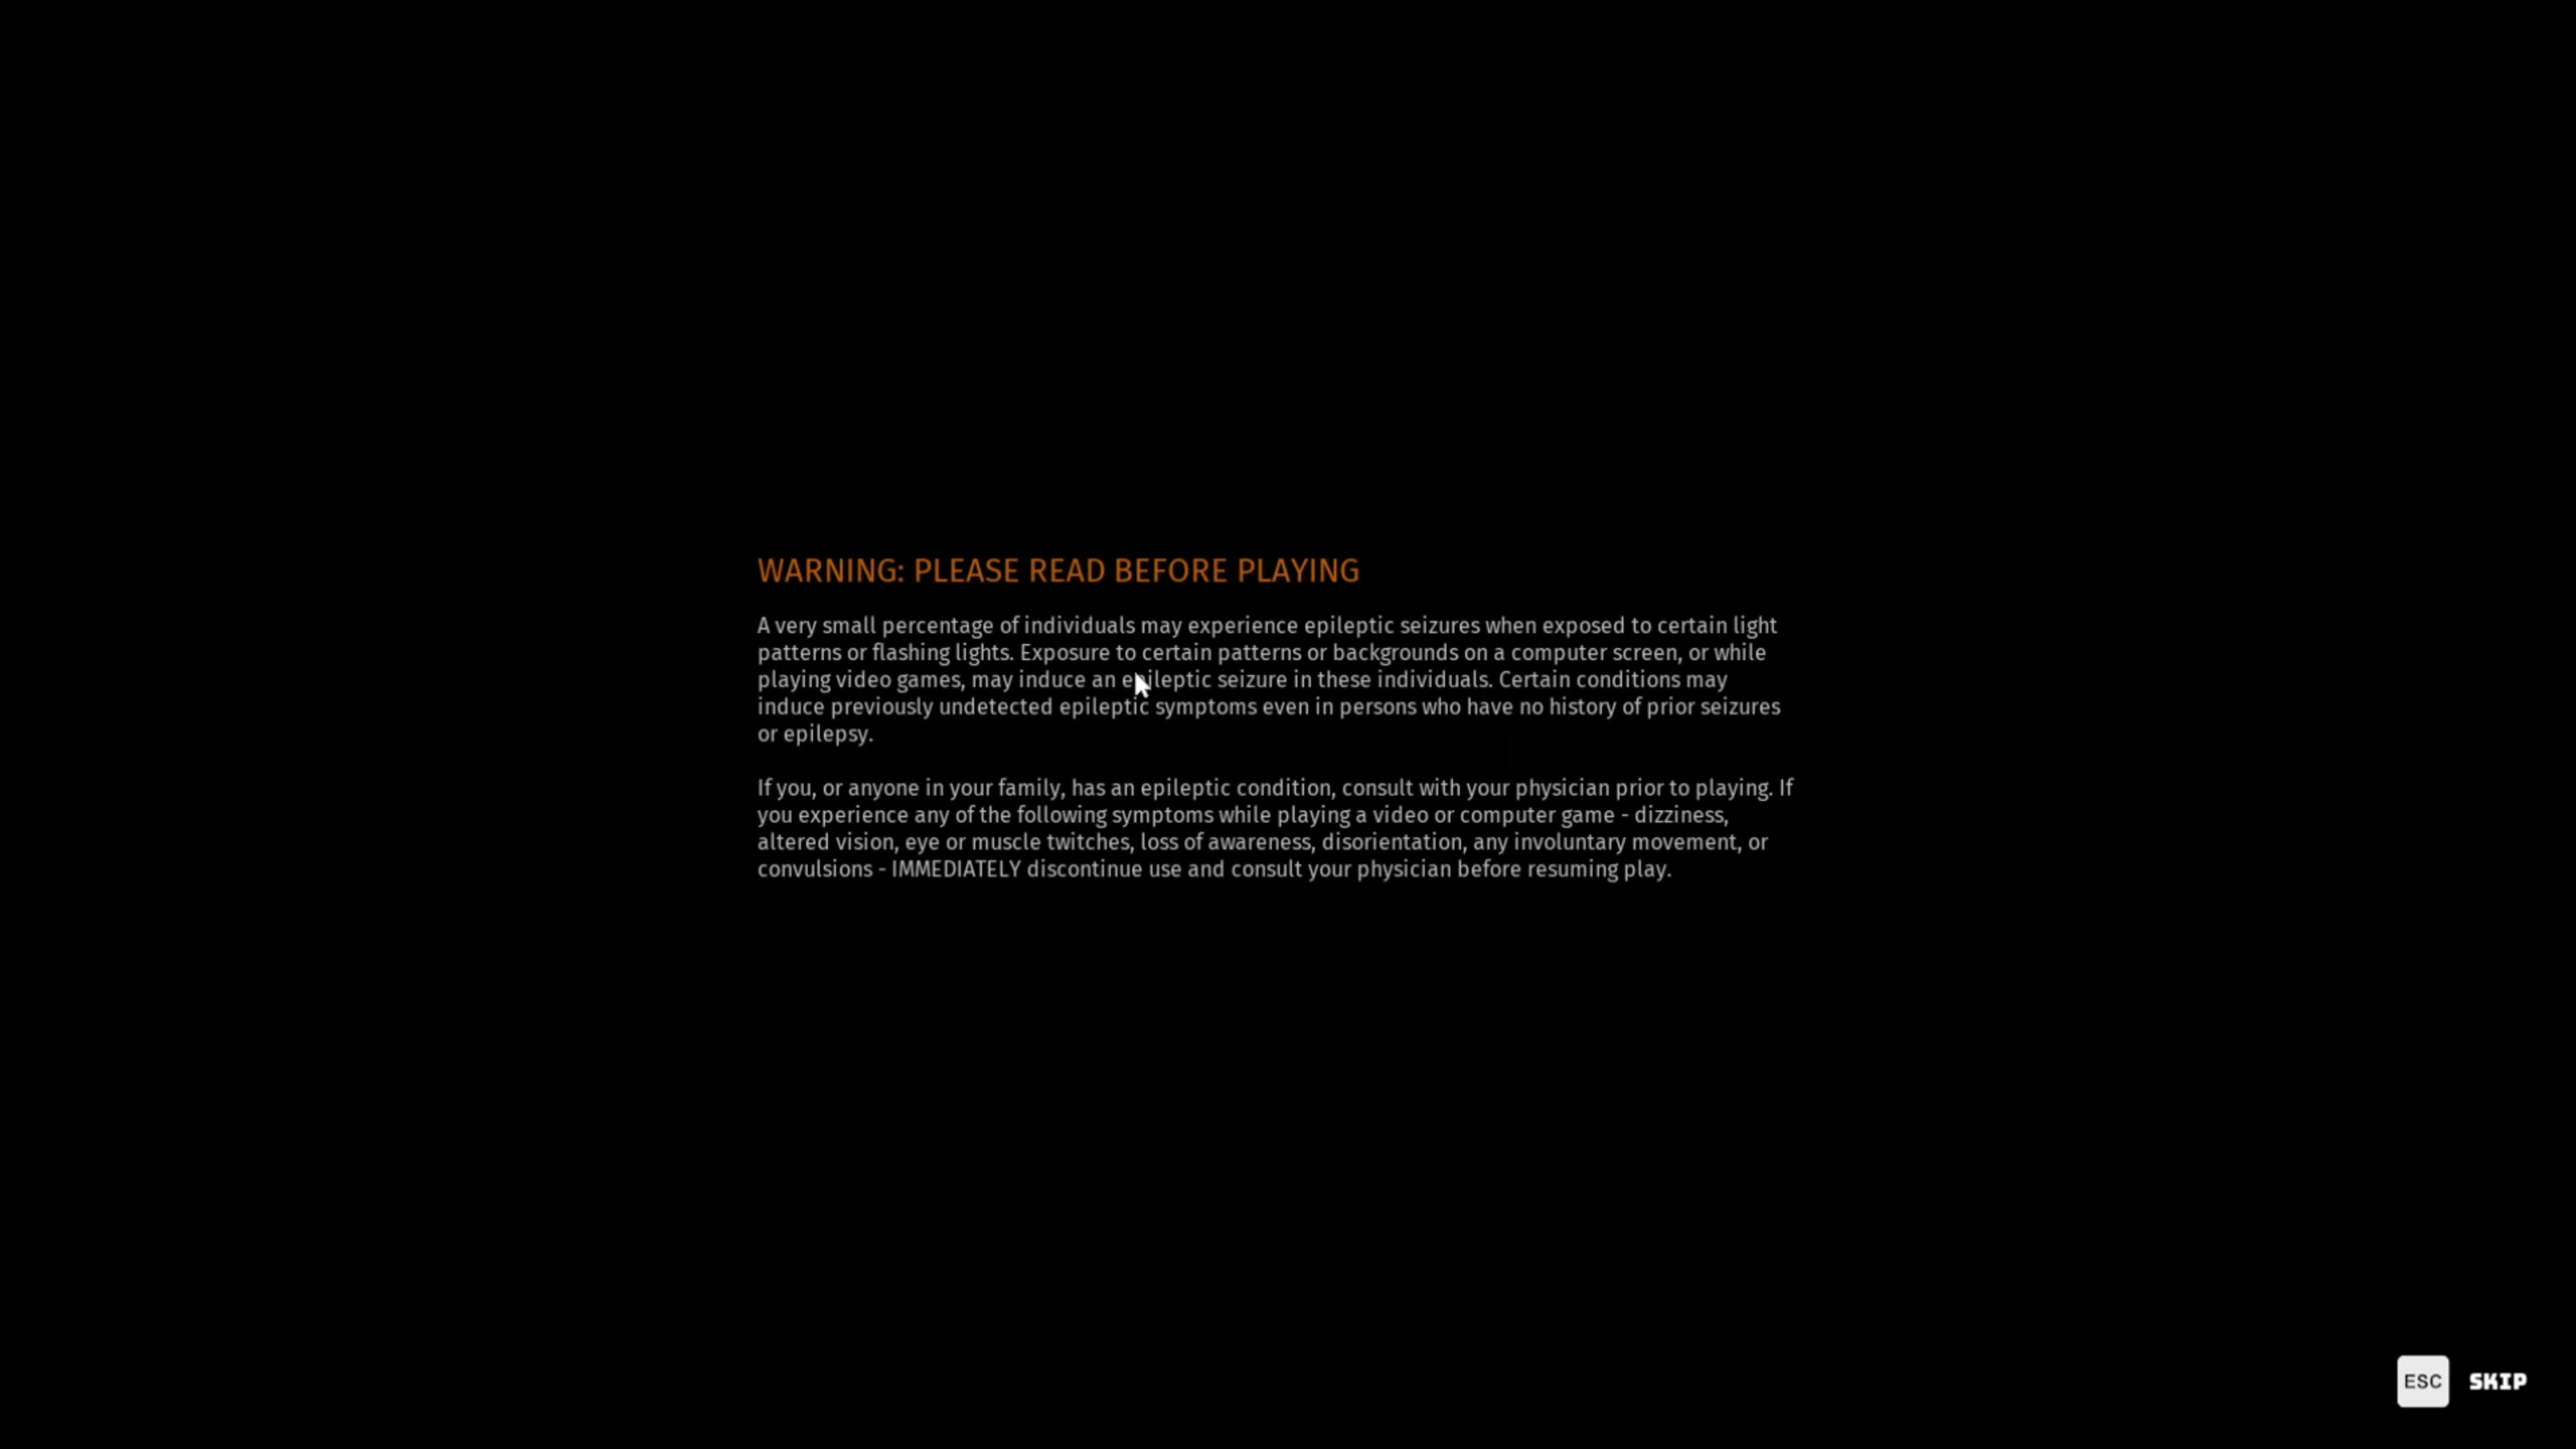 WARNING: PLEASE READ BEFORE PLAYING
A very small percentage of individuals may experience epileptic seizures when exposed to certain light
patterns or flashing lights. Exposure to certain patterns or backgrounds on a computer screen, or while
playing video games, may induce an epileptic seizure in these individuals. Certain conditions may
induce previously undetected epileptic symptoms even in persons who have no history of prior seizures
or epilepsy.
If you, or anyone in your family, has an epileptic condition, consult with your physician prior to playing. If
you experience any of the following symptoms while playing a video or computer game - dizziness,
altered vision, eye or muscle twitches, loss of awareness, disorientation, any involuntary movement, or
convulsions - IMMEDIATELY discontinue use and consult your physician before resuming play.
ESC SKIP